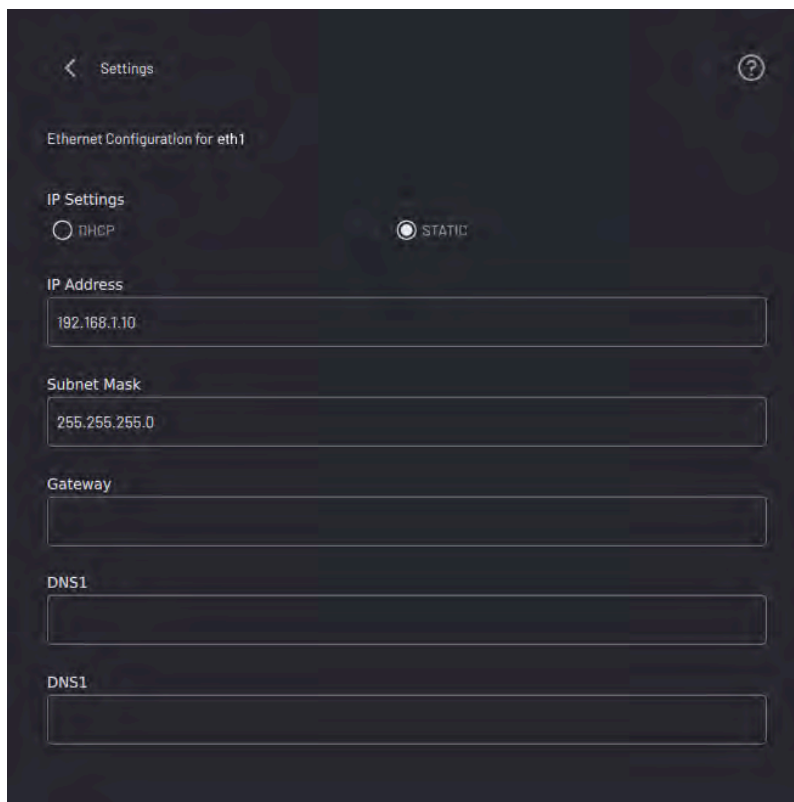 Settings
Ethernet Configuration for eth1
IP Settings
DHCP STATIC
IP Address
192.168.1.10
Subnet Mask
255.255.255.0
Gateway
DNS1
DNS1